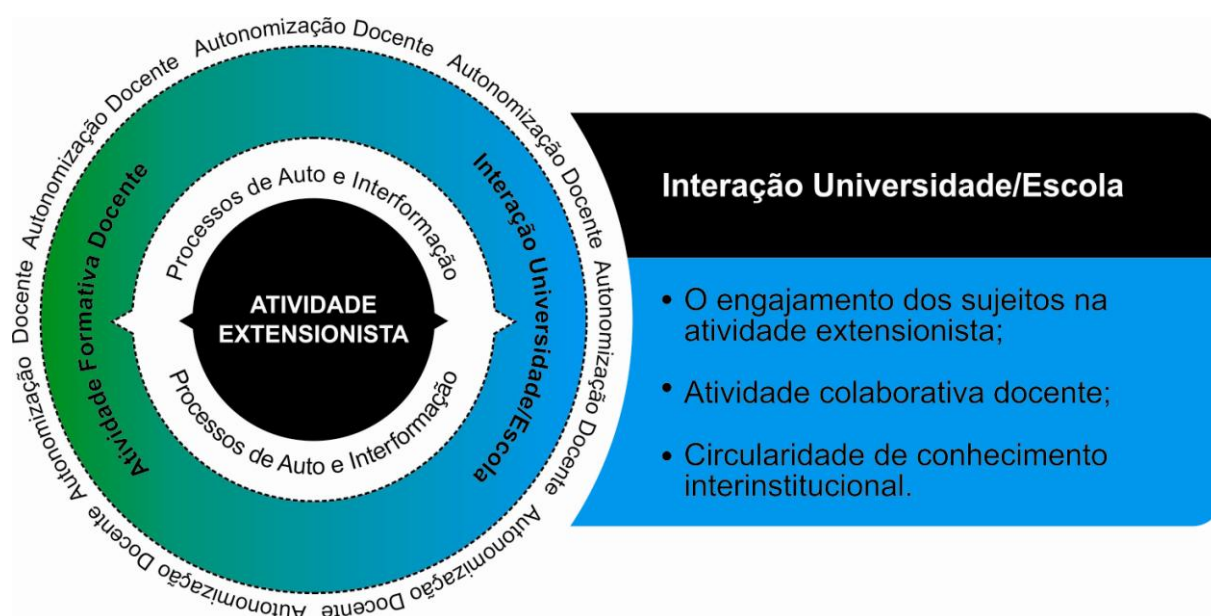 Autonomização Docente
Autonomização Docente
Autonomização Docente
Autonomização Docente
Autonomização Docente
Autonomização Docente
Autonomização Docente
Autonomização Docente
Autonomização Docente
Atividade Formativa Docente
Interação Universidade/Escola
Processos de Auto e Interformação
ATIVIDADE
EXTENSIONISTA
Processos de Auto e Interformação
Interação Universidade/Escola
• O engajamento dos sujeitos na
atividade extensionista;
• Atividade colaborativa docente;
• Circularidade de conhecimento
interinstitucional.